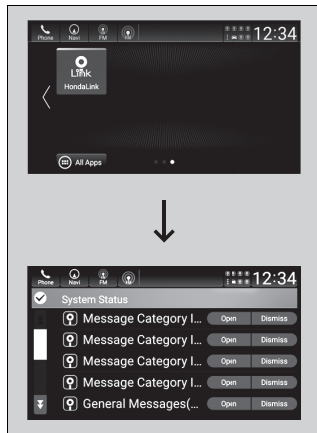 Phone Navi FM 12:34
Link
HondaLink
All Apps
Phone Navi FM 12:34
System Status
Message Category I... Open Dismiss
Message Category I... Open Dismiss
Message Category I... Open Dismiss
Message Category I... Open Dismiss
General Messages(... Open Dismiss